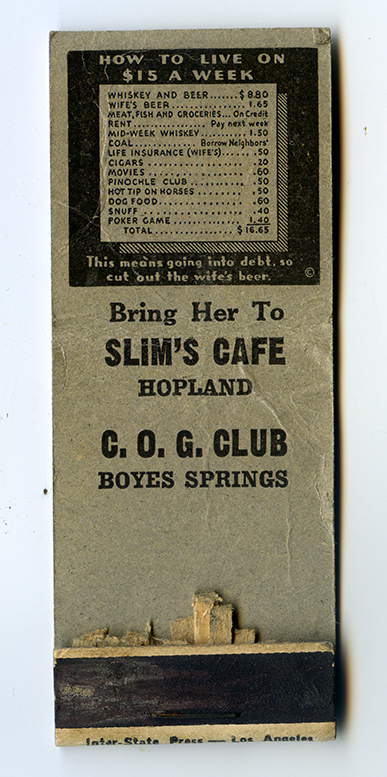 HOW TO LIVE ON
$15 A WEEK
WHISKEY AND BEER.......$ 8.80
WIFE'S BEER............... 1.65
MEAT, FISH AND GROCERIES... On Credit
RENT............... Pay next week
MID-WEEK WHISKEY......... 1.50
COAL............. Borrow Neighbors'
LIFE INSURANCE (WIFE'S)...... .50
CIGARS ................... .20
MOVIES ................... .60
PINOCHLE CLUB ........... .50
HOT TIP ON HORSES ........ .50
DOG FOOD................. .60
SNUFF .................... .40
POKER GAME .............. 1.40
TOTAL ............... $ 16.65
This means going into debt, so
cut out the wife's beer. ©
Bring Her To
SLIM'S CAFE
HOPLAND
C. O. G. CLUB
BOYES SPRINGS
Inter-State Press — Los Angeles